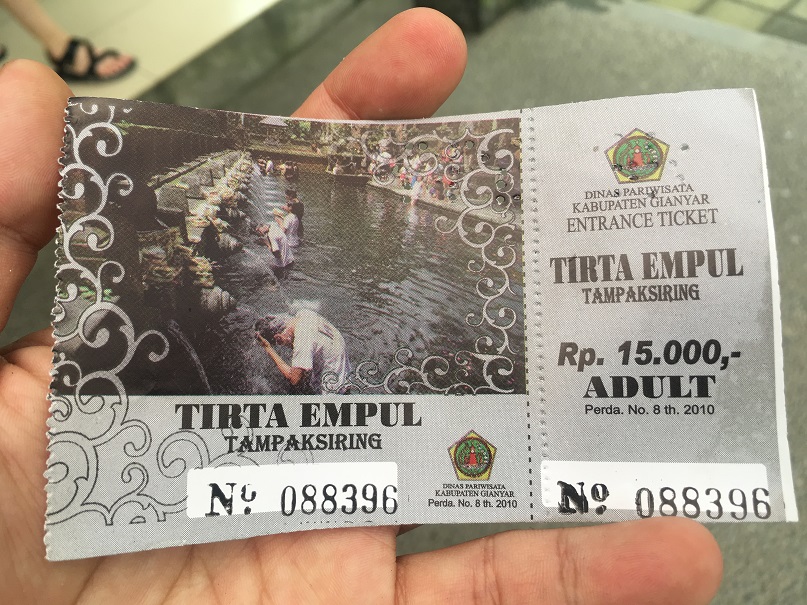 TIRTA EMPUL
TAMPAKSIRING
Nº 088396
DINAS PARIWISATA
KABUPATEN GIANYAR
Perda. No. 8 th. 2010
DINAS PARIWISATA
KABUPATEN GIANYAR
ENTRANCE TICKET
TIRTA EMPUL
TAMPAKSIRING
Rp. 15.000,-
ADULT
Perda. No. 8 th. 2010
Nº 088396